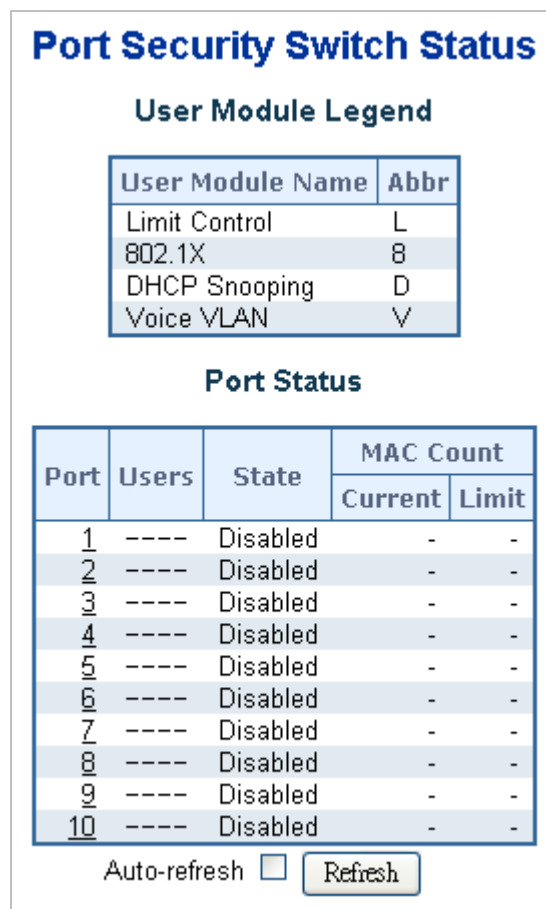 Port Security Switch Status
User Module Legend
User Module Name Abbr
Limit Control L
802.1X 8
DHCP Snooping D
Voice VLAN V
Port Status
Port Users State MAC Count
Current Limit
1 ---- Disabled - -
2 ---- Disabled - -
3 ---- Disabled - -
4 ---- Disabled - -
5 ---- Disabled - -
6 ---- Disabled - -
7 ---- Disabled - -
8 ---- Disabled - -
9 ---- Disabled - -
10 ---- Disabled - -
Auto-refresh Refresh